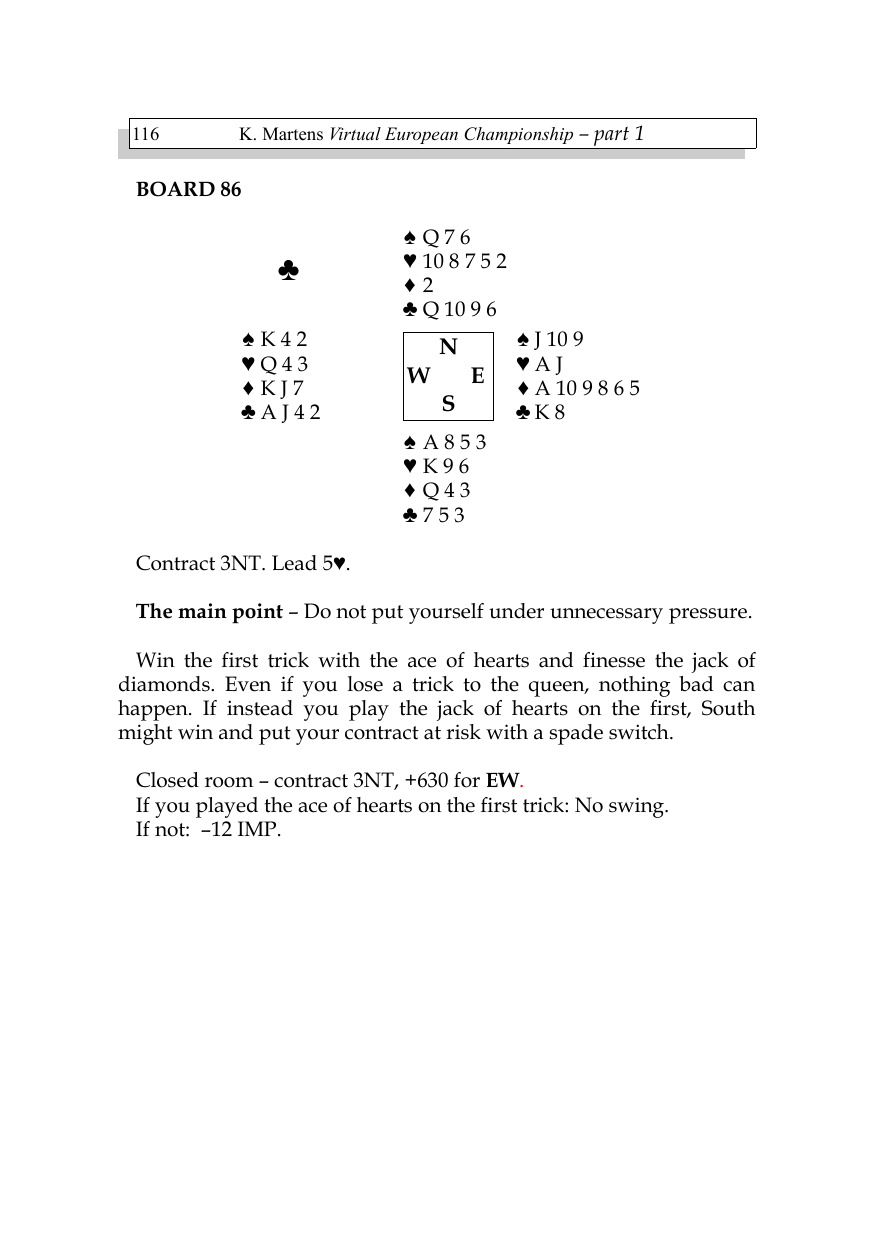 116 K. Martens Virtual European Championship – part 1
BOARD 86
♣
♠ Q 7 6
♥ 10 8 7 5 2
♦ 2
♣ Q 10 9 6
♠ K 4 2
♥ Q 4 3
♦ K J 7
♣ A J 4 2
N
W E
S
♠ J 10 9
♥ A J
♦ A 10 9 8 6 5
♣ K 8
♠ A 8 5 3
♥ K 9 6
♦ Q 4 3
♣ 7 5 3
Contract 3NT. Lead 5♥.
The main point – Do not put yourself under unnecessary pressure.
Win the first trick with the ace of hearts and finesse the jack of
diamonds. Even if you lose a trick to the queen, nothing bad can
happen. If instead you play the jack of hearts on the first, South
might win and put your contract at risk with a spade switch.
Closed room – contract 3NT, +630 for EW.
If you played the ace of hearts on the first trick: No swing.
If not: –12 IMP.